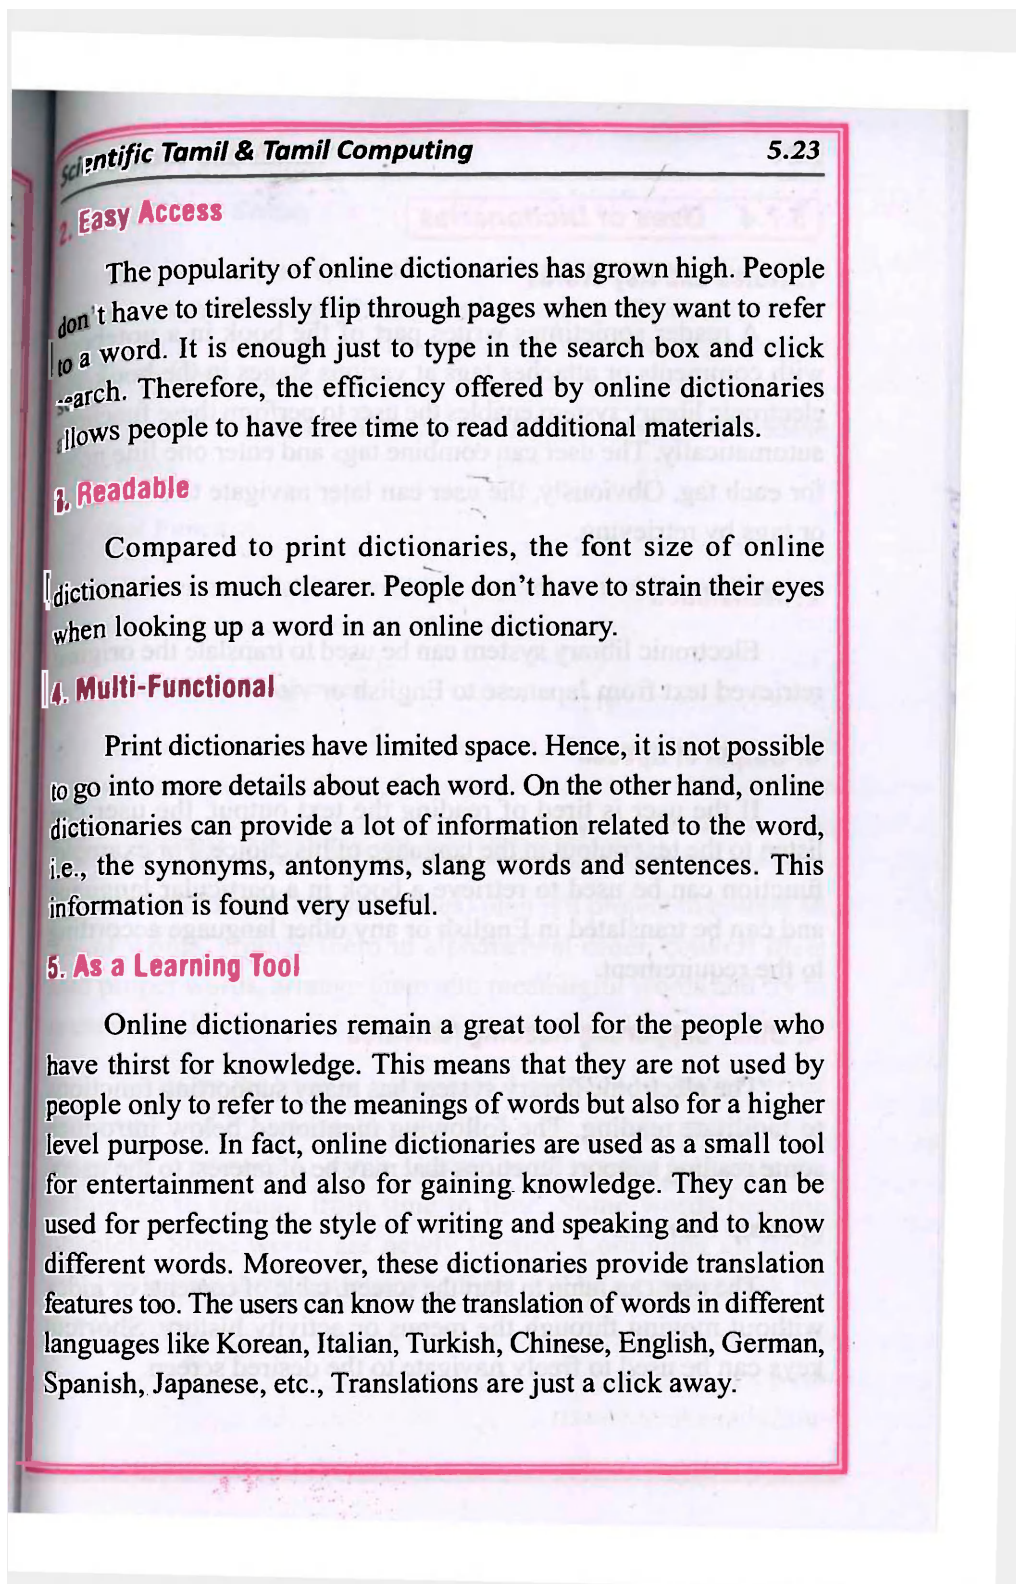 Scientific Tamil & Tamil Computing 5.23
2. Easy Access
The popularity of online dictionaries has grown high. People
don't have to tirelessly flip through pages when they want to refer
to a word. It is enough just to type in the search box and click
search. Therefore, the efficiency offered by online dictionaries
allows people to have free time to read additional materials.
3. Readable
Compared to print dictionaries, the font size of online
dictionaries is much clearer. People don't have to strain their eyes
when looking up a word in an online dictionary.
4. Multi-Functional
Print dictionaries have limited space. Hence, it is not possible
to go into more details about each word. On the other hand, online
dictionaries can provide a lot of information related to the word,
i.e., the synonyms, antonyms, slang words and sentences. This
information is found very useful.
5. As a Learning Tool
Online dictionaries remain a great tool for the people who
have thirst for knowledge. This means that they are not used by
people only to refer to the meanings of words but also for a higher
level purpose. In fact, online dictionaries are used as a small tool
for entertainment and also for gaining knowledge. They can be
used for perfecting the style of writing and speaking and to know
different words. Moreover, these dictionaries provide translation
features too. The users can know the translation of words in different
languages like Korean, Italian, Turkish, Chinese, English, German,
Spanish, Japanese, etc., Translations are just a click away.